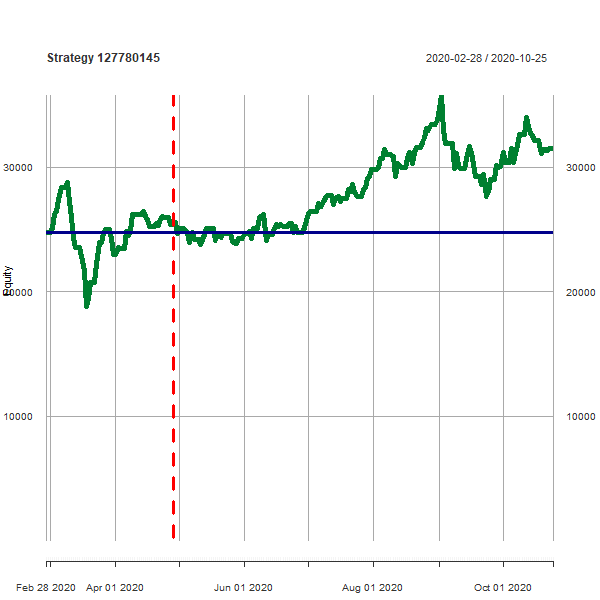 Strategy 127780145
2020-02-28 / 2020-10-25
30000
30000
Equity
20000
20000
10000
10000
Feb 28 2020
Apr 01 2020
Jun 01 2020
Aug 01 2020
Oct 01 2020